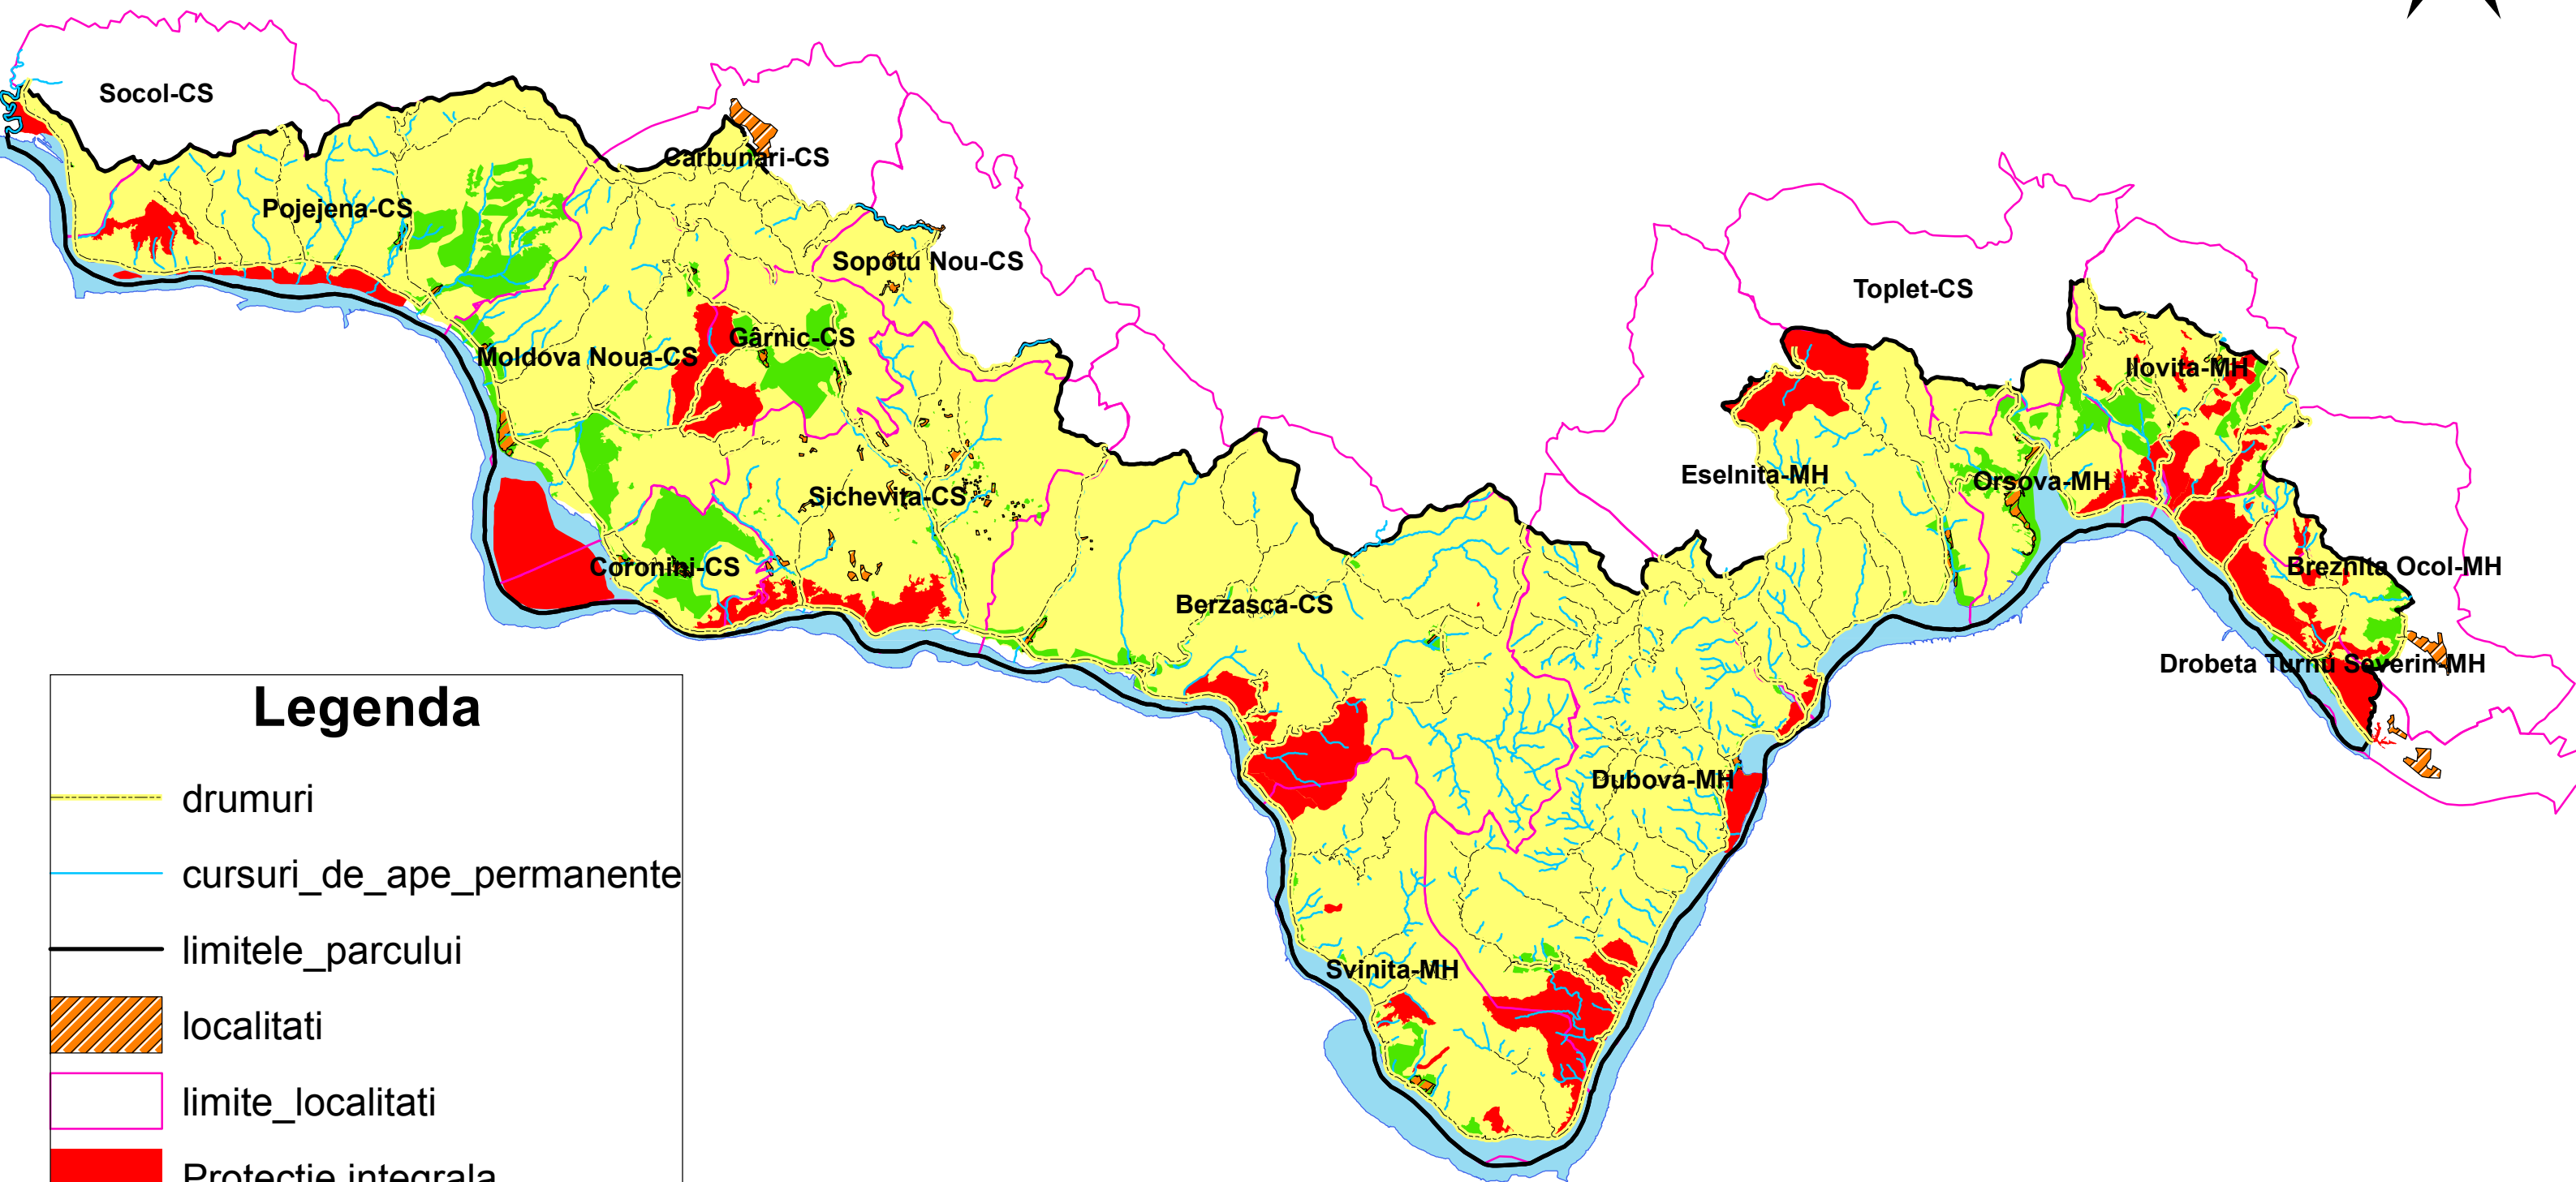 Socol-CS
Carbunari-CS
Pojejena-CS
Sopotu Nou-CS
Toplet-CS
Gârnic-CS
Moldova Noua-CS
Ilovita-MH
Eselnita-MH
Orsova-MH
Sichevita-CS
Coronini-CS
Breznita Ocol-MH
Berzasca-CS
Drobeta Turnu Severin-MH
Dubova-MH
Svinita-MH
Legenda
drumuri
cursuri_de_ape_permanente
limitele_parcului
localitati
limite_localitati
Protectie integrala